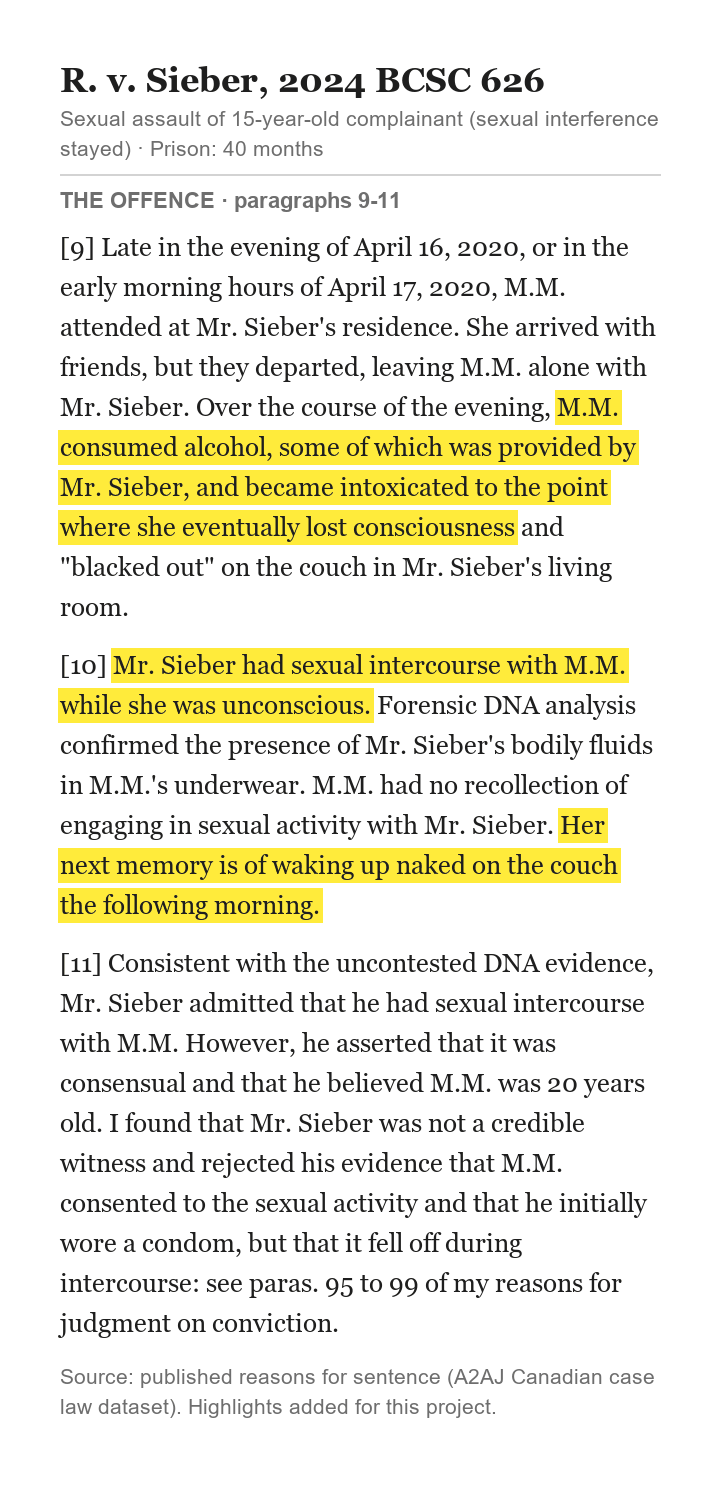 R. v. Sieber, 2024 BCSC 626
Sexual assault of 15-year-old complainant (sexual interference
stayed) · Prison: 40 months
THE OFFENCE · paragraphs 9-11
[9] Late in the evening of April 16, 2020, or in the
early morning hours of April 17, 2020, M.M.
attended at Mr. Sieber's residence. She arrived with
friends, but they departed, leaving M.M. alone with
Mr. Sieber. Over the course of the evening, M.M.
consumed alcohol, some of which was provided by
Mr. Sieber, and became intoxicated to the point
where she eventually lost consciousness and
"blacked out" on the couch in Mr. Sieber's living
room.
[10] Mr. Sieber had sexual intercourse with M.M.
while she was unconscious. Forensic DNA analysis
confirmed the presence of Mr. Sieber's bodily fluids
in M.M.'s underwear. M.M. had no recollection of
engaging in sexual activity with Mr. Sieber. Her
next memory is of waking up naked on the couch
the following morning.
[11] Consistent with the uncontested DNA evidence,
Mr. Sieber admitted that he had sexual intercourse
with M.M. However, he asserted that it was
consensual and that he believed M.M. was 20 years
old. I found that Mr. Sieber was not a credible
witness and rejected his evidence that M.M.
consented to the sexual activity and that he initially
wore a condom, but that it fell off during
intercourse: see paras. 95 to 99 of my reasons for
judgment on conviction.
Source: published reasons for sentence (A2AJ Canadian case
law dataset). Highlights added for this project.